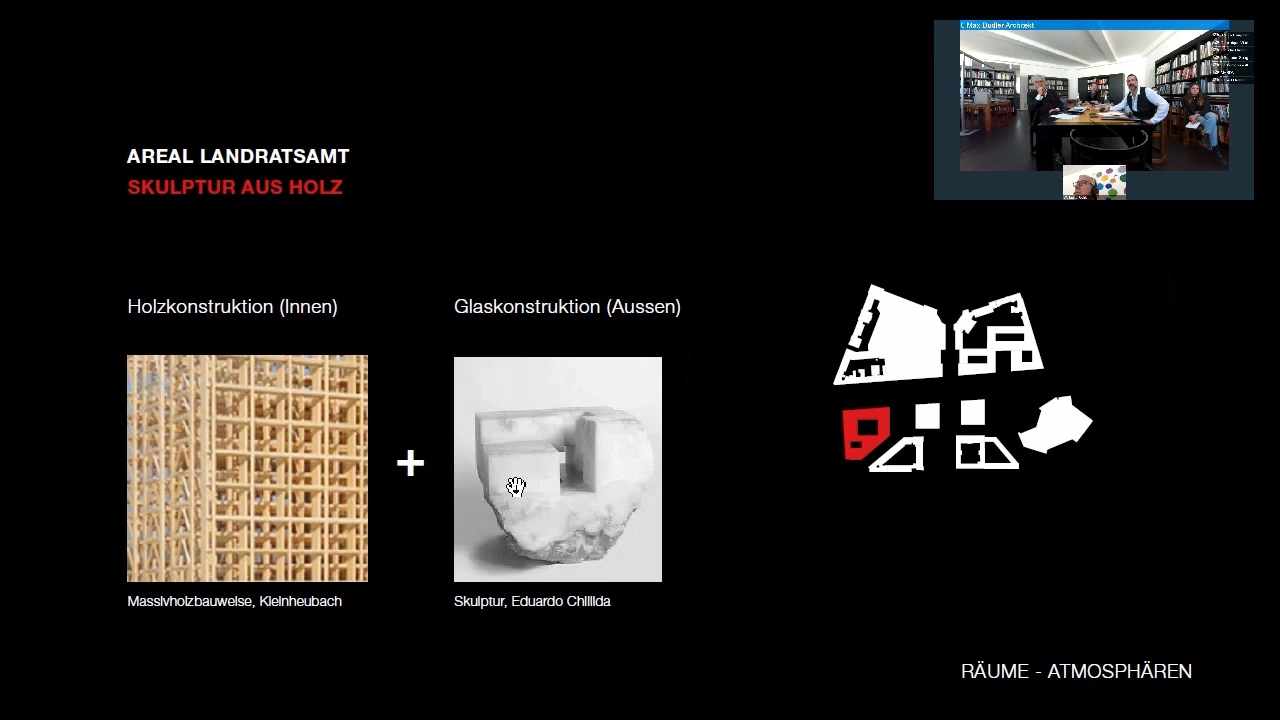 C Max Dudler Architekt
AREAL LANDRATSAMT
SKULPTUR AUS HOLZ
Holzkonstruktion (Innen)
Glaskonstruktion (Aussen)
+
Massivholzbauweise, Kleinheubach
Skulptur, Eduardo Chillida
RÄUME - ATMOSPHÄREN